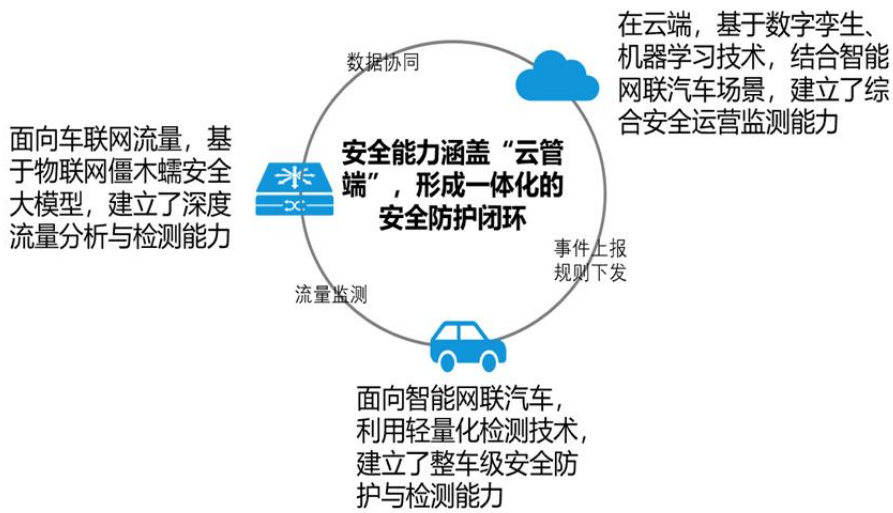 在云端，基于数字孪生、
机器学习技术，结合智能
网联汽车场景，建立了综
合安全运营监测能力
数据协同
面向车联网流量，基
于物联网僵木蠕安全
大模型，建立了深度
流量分析与检测能力
安全能力涵盖“云管
端”，形成一体化的
安全防护闭环
事件上报
规则下发
流量监测
面向智能网联汽车，
利用轻量化检测技术，
建立了整车级安全防
护与检测能力